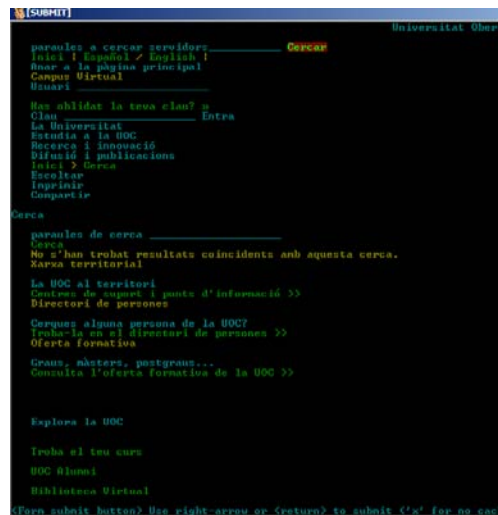 [SUBMIT]
Universitat Ober
paraules a cercar servidors____________ Cercar
Inici | Español / English |
Anar a la pàgina principal
Campus Virtual
Usuari ______________________
Has oblidat la teva clau? »
Clau ______________________ Entra
La Universitat
Estudia a la UOC
Recerca i innovació
Difusió i publicacions
Inici > Cerca
Escoltar
Imprimir
Compartir
Cerca
paraules de cerca ______________________
Cerca
No s'han trobat resultats coincidents amb aquesta cerca.
Xarxa territorial
La UOC al territori
Centres de suport i punts d'informació >>
Directori de persones
Cerques alguna persona de la UOC?
Troba-la en el directori de persones >>
Oferta formativa
Graus, màsters, postgraus...
Consulta l'oferta formativa de la UOC >>
Explora la UOC
Troba el teu curs
UOC Alumni
Biblioteca Virtual
(Form submit button) Use right-arrow or <return> to submit ('x' for no cac